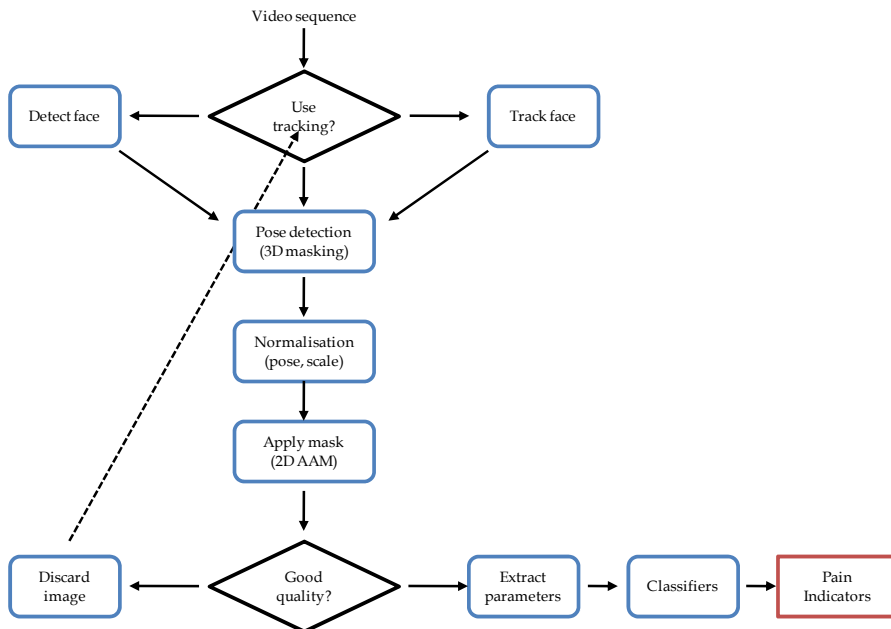 Video sequence
Use
tracking?
Detect face
Track face
Pose detection
(3D masking)
Normalisation
(pose, scale)
Apply mask
(2D AAM)
Discard
image
Good
quality?
Extract
parameters
Classifiers
Pain
Indicators